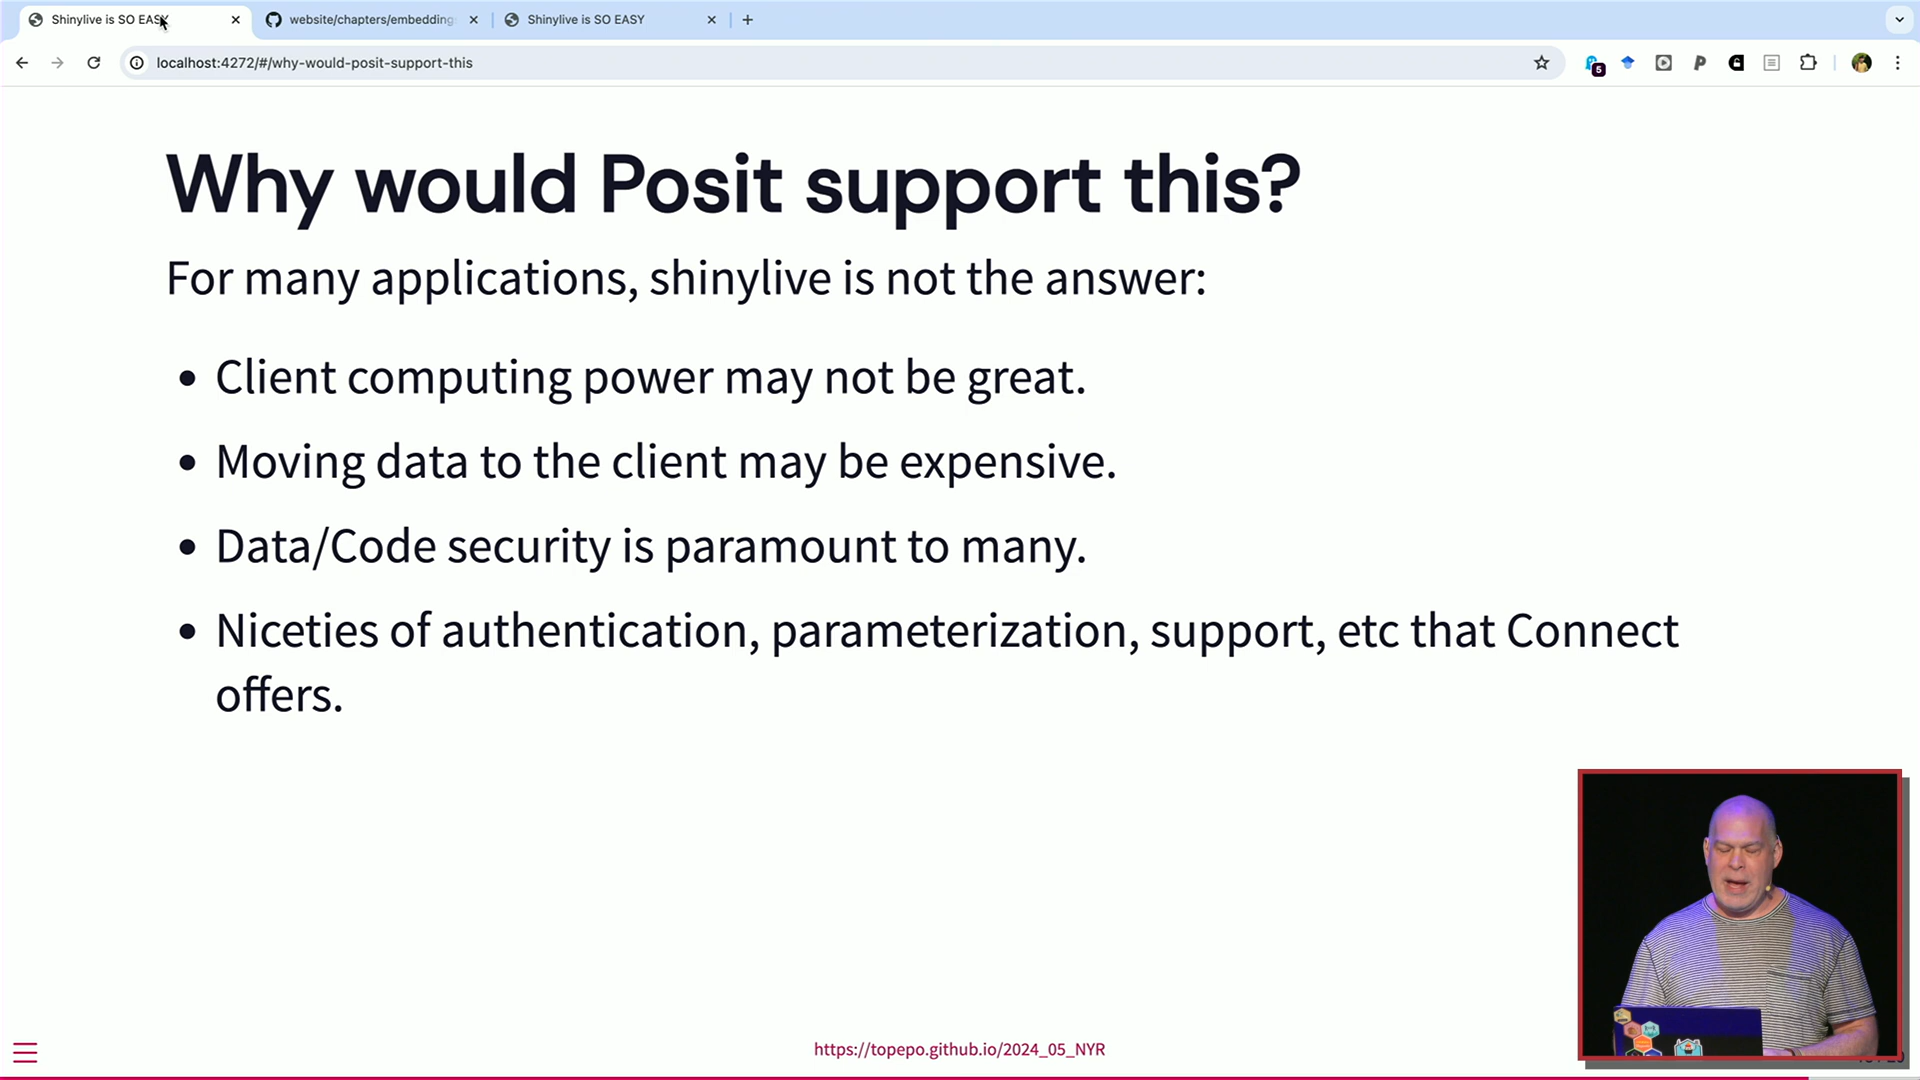 Shinylive is SO EASY
website/chapters/embedding
Shinylive is SO EASY
localhost:4272/#/why-would-posit-support-this
5
Why would Posit support this?
For many applications, shinylive is not the answer:
• Client computing power may not be great.
• Moving data to the client may be expensive.
• Data/Code security is paramount to many.
• Niceties of authentication, parameterization, support, etc that Connect
offers.
https://topepo.github.io/2024_05_NYR